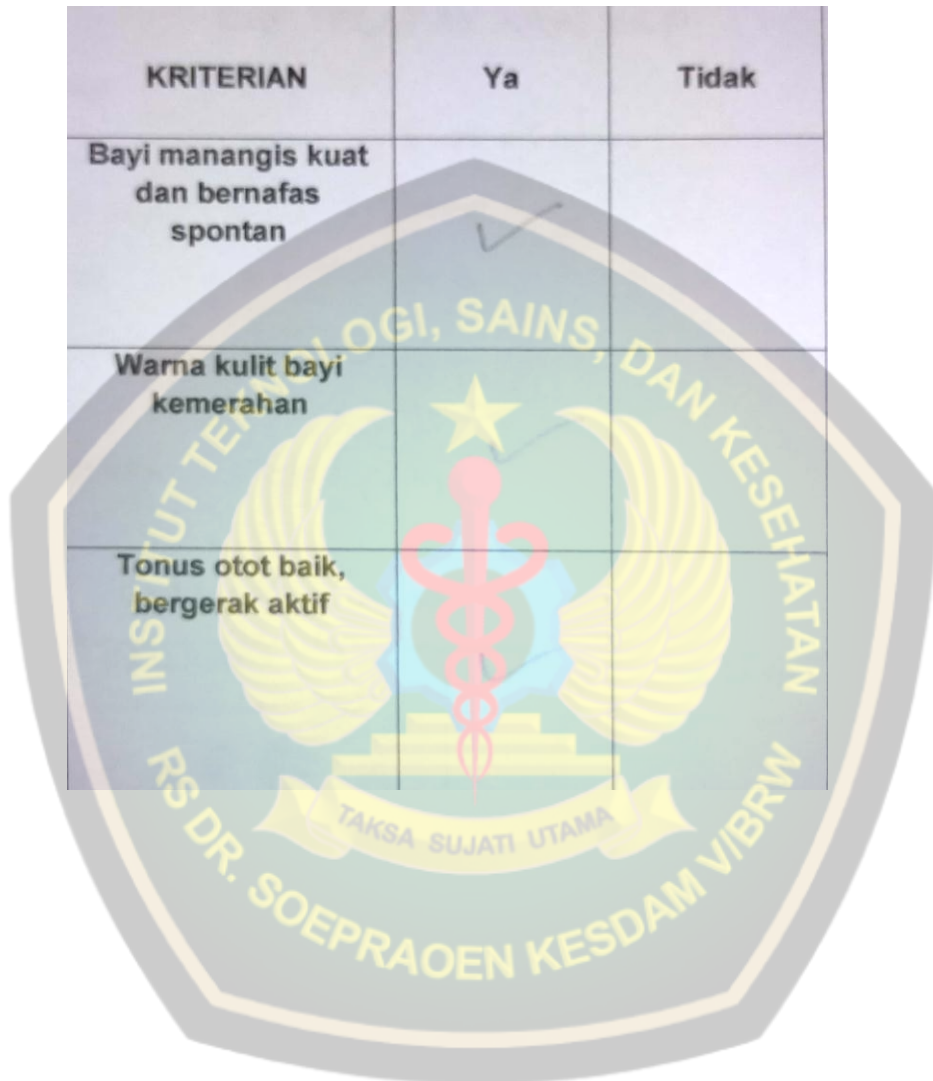 KRITERIAN Ya Tidak
Bayi manangis kuat
dan bernafas
spontan
✓
Warna kulit bayi
kemerahan
✓
Tonus otot baik,
bergerak aktif
✓
INSTITUT TEKNOLOGI, SAINS, DAN KESEHATAN
TAKSA SUJATI UTAMA
RS DR. SOEPRAOEN KESDAM V/BRW